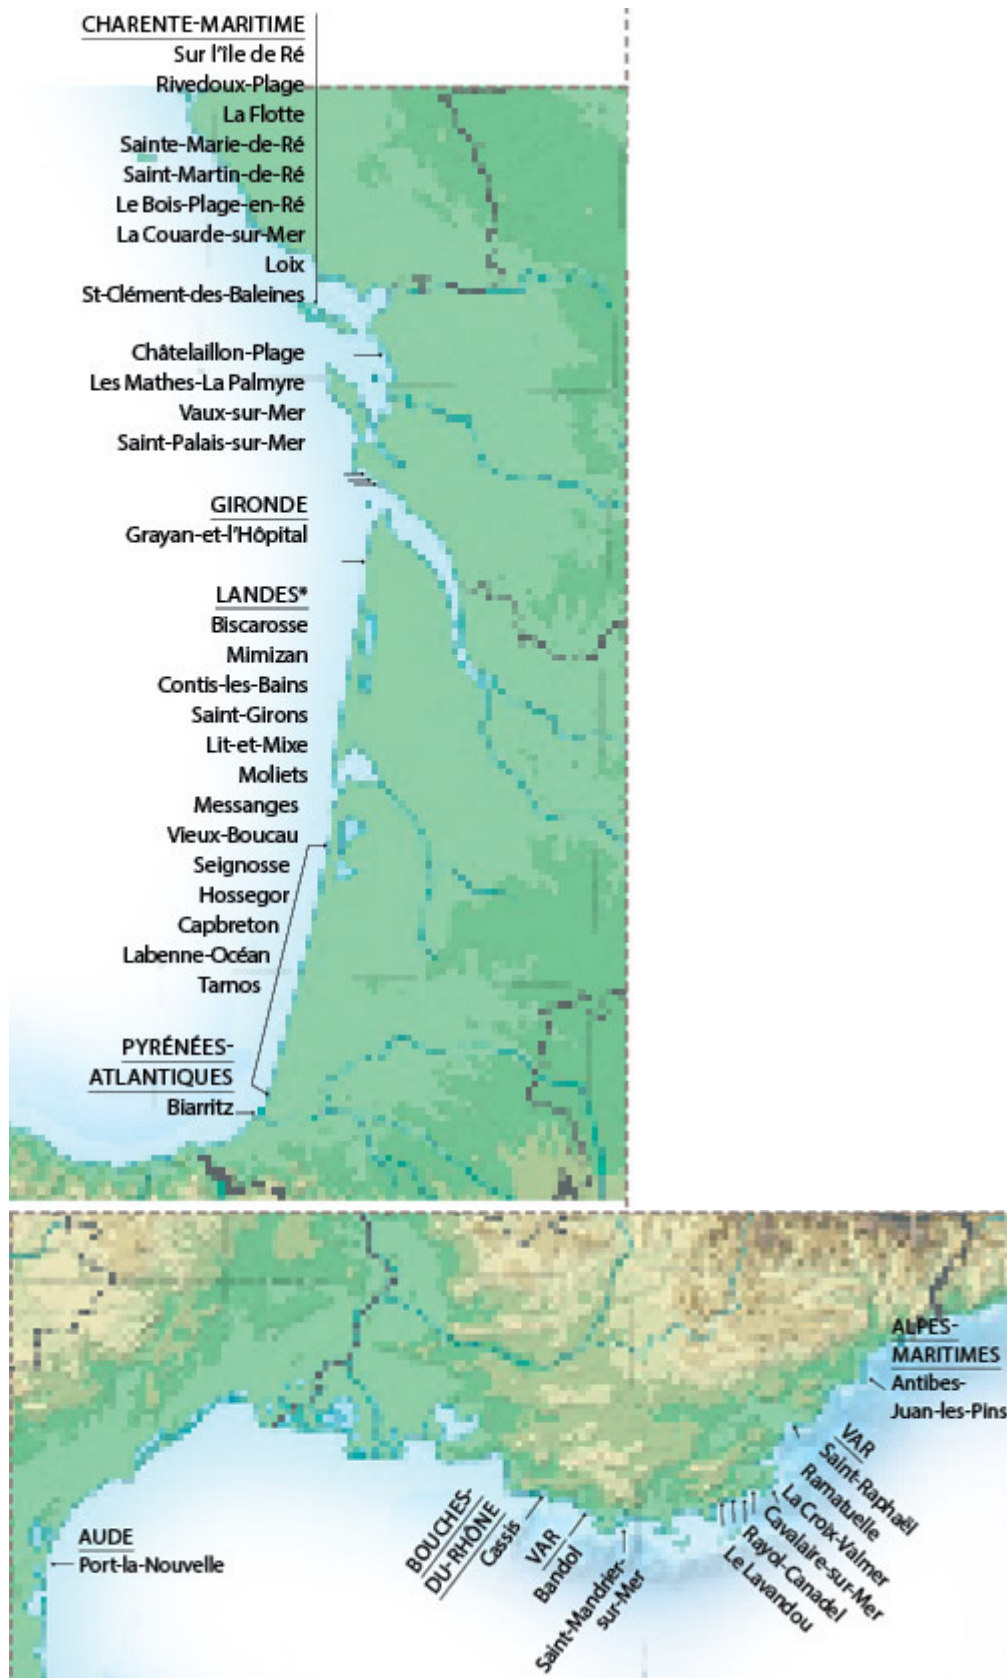 CHARENTE-MARITIME
Sur l'île de Ré
Rivedoux-Plage
La Flotte
Sainte-Marie-de-Ré
Saint-Martin-de-Ré
Le Bois-Plage-en-Ré
La Couarde-sur-Mer
Loix
St-Clément-des-Baleines
Châtelaillon-Plage
Les Mathes-La Palmyre
Vaux-sur-Mer
Saint-Palais-sur-Mer
GIRONDE
Grayan-et-l'Hôpital
LANDES*
Biscarosse
Mimizan
Contis-les-Bains
Saint-Girons
Lit-et-Mixe
Moliets
Messanges
Vieux-Boucau
Seignosse
Hossegor
Capbreton
Labenne-Océan
Tarnos
PYRÉNÉES-
ATLANTIQUES
Biarritz
AUDE
Port-la-Nouvelle
BOUCHES-
DU-RHÔNE
Cassis
VAR
Bandol
Saint-Mandrier-
sur-Mer
Le Lavandou
Rayol-Canadel
Cavalaire-sur-Mer
La Croix-Valmer
Ramatuelle
Saint-Raphaël
VAR
ALPES-
MARITIMES
Antibes-
Juan-les-Pins